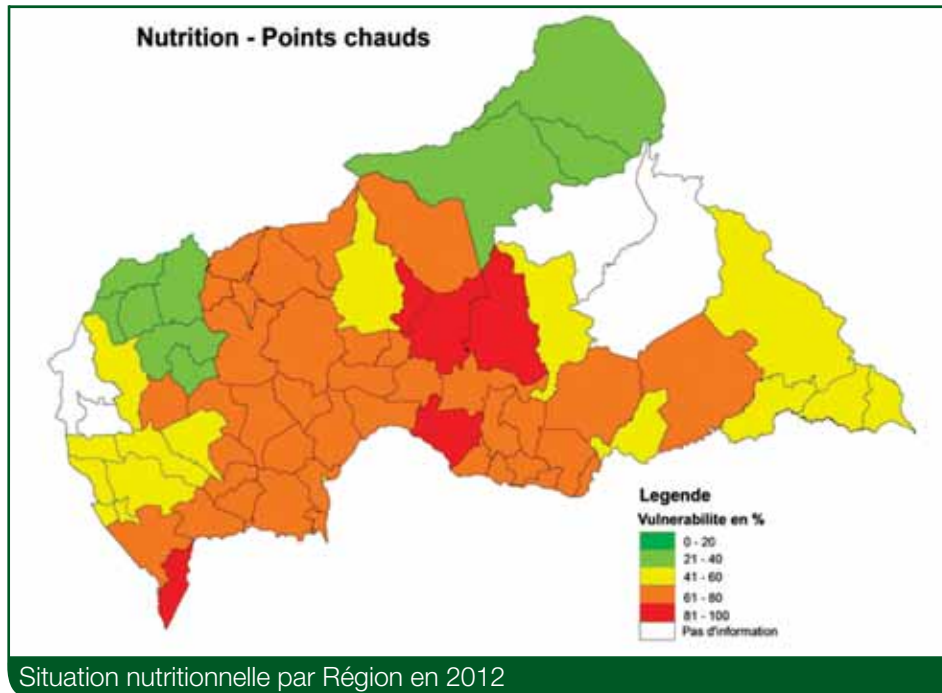 Nutrition - Points chauds
Legende
Vulnerabilite en %
0 - 20
21 - 40
41 - 60
61 - 80
81 - 100
Pas d'information
Situation nutritionnelle par Région en 2012